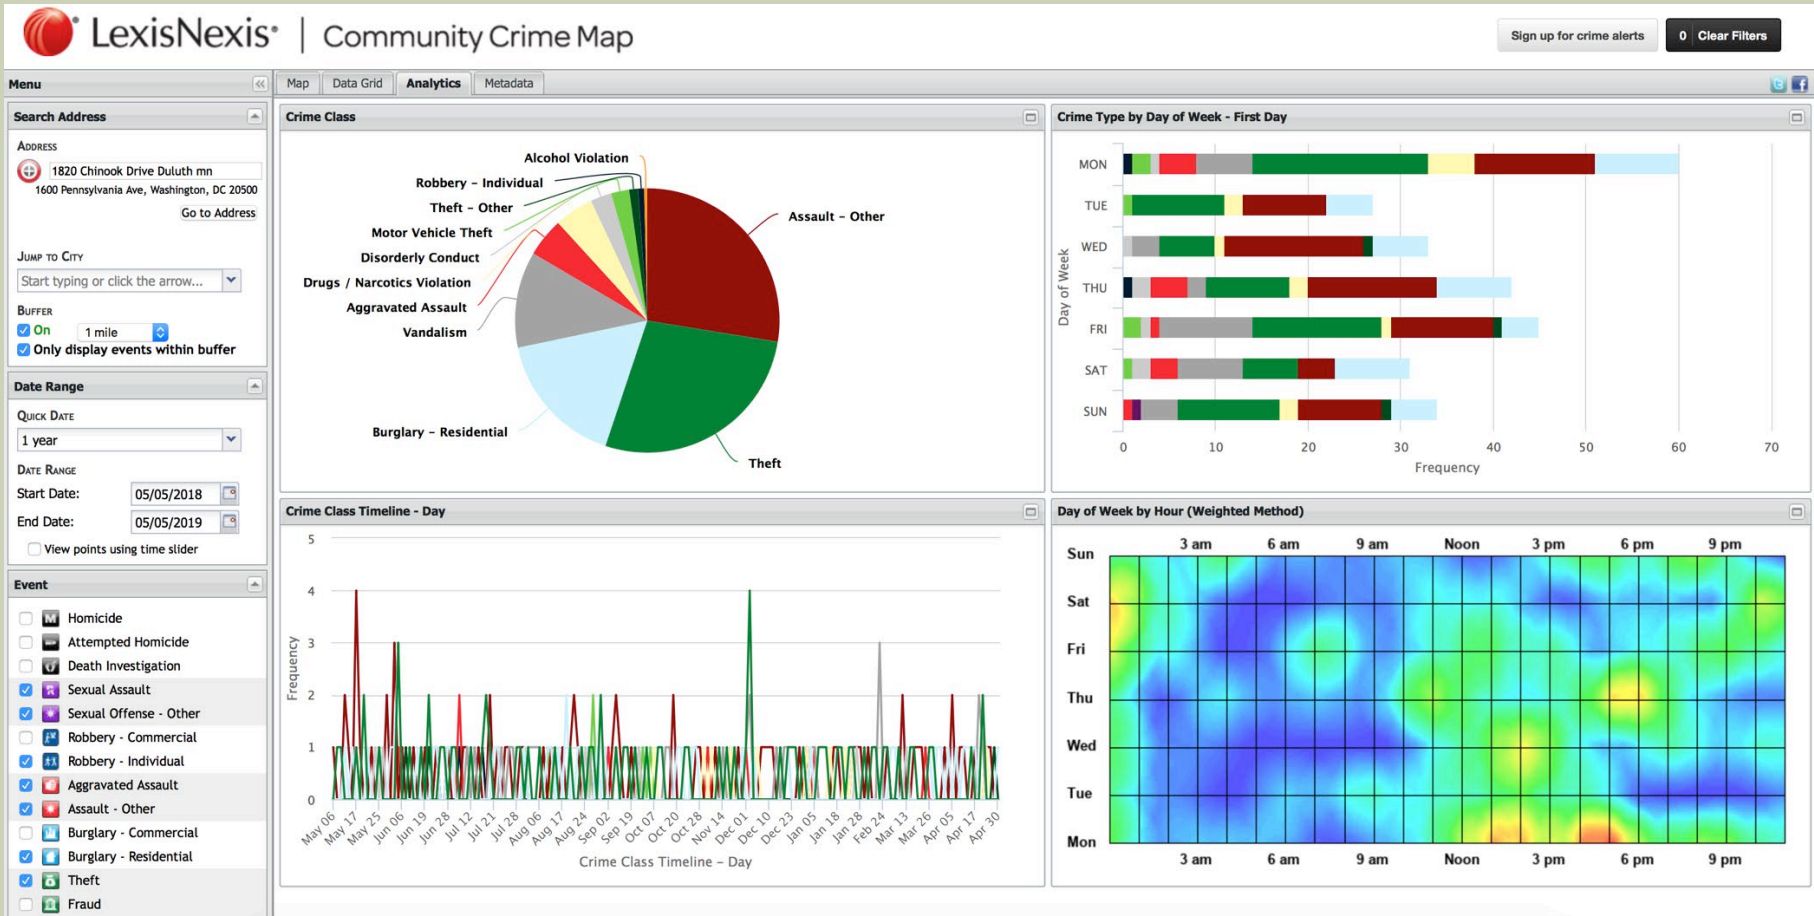 LexisNexis® | Community Crime Map
Sign up for crime alerts
0 Clear Filters
Menu
Map Data Grid Analytics Metadata
Search Address
ADDRESS
1820 Chinook Drive Duluth mn
1600 Pennsylvania Ave, Washington, DC 20500
Go to Address
JUMP TO CITY
Start typing or click the arrow...
BUFFER
On 1 mile
Only display events within buffer
Date Range
QUICK DATE
1 year
DATE RANGE
Start Date: 05/05/2018
End Date: 05/05/2019
View points using time slider
Event
Homicide
Attempted Homicide
Death Investigation
Sexual Assault
Sexual Offense - Other
Robbery - Commercial
Robbery - Individual
Aggravated Assault
Assault - Other
Burglary - Commercial
Burglary - Residential
Theft
Fraud
Crime Class
Alcohol Violation
Robbery – Individual
Theft – Other
Motor Vehicle Theft
Disorderly Conduct
Drugs / Narcotics Violation
Aggravated Assault
Vandalism
Assault – Other
Burglary – Residential
Theft
Crime Type by Day of Week - First Day
Day of Week
MON
TUE
WED
THU
FRI
SAT
SUN
0 10 20 30 40 50 60 70
Frequency
Crime Class Timeline - Day
Frequency
5
4
3
2
1
0
May 06 May 17 May 25 Jun 06 Jun 19 Jun 28 Jul 12 Jul 21 Jul 28 Aug 06 Aug 17 Aug 24 Sep 02 Sep 19 Oct 07 Oct 20 Oct 28 Nov 14 Dec 01 Dec 10 Dec 23 Jan 05 Jan 18 Jan 28 Feb 24 Mar 13 Mar 26 Apr 05 Apr 17 Apr 30
Crime Class Timeline – Day
Day of Week by Hour (Weighted Method)
3 am 6 am 9 am Noon 3 pm 6 pm 9 pm
Sun
Sat
Fri
Thu
Wed
Tue
Mon
3 am 6 am 9 am Noon 3 pm 6 pm 9 pm